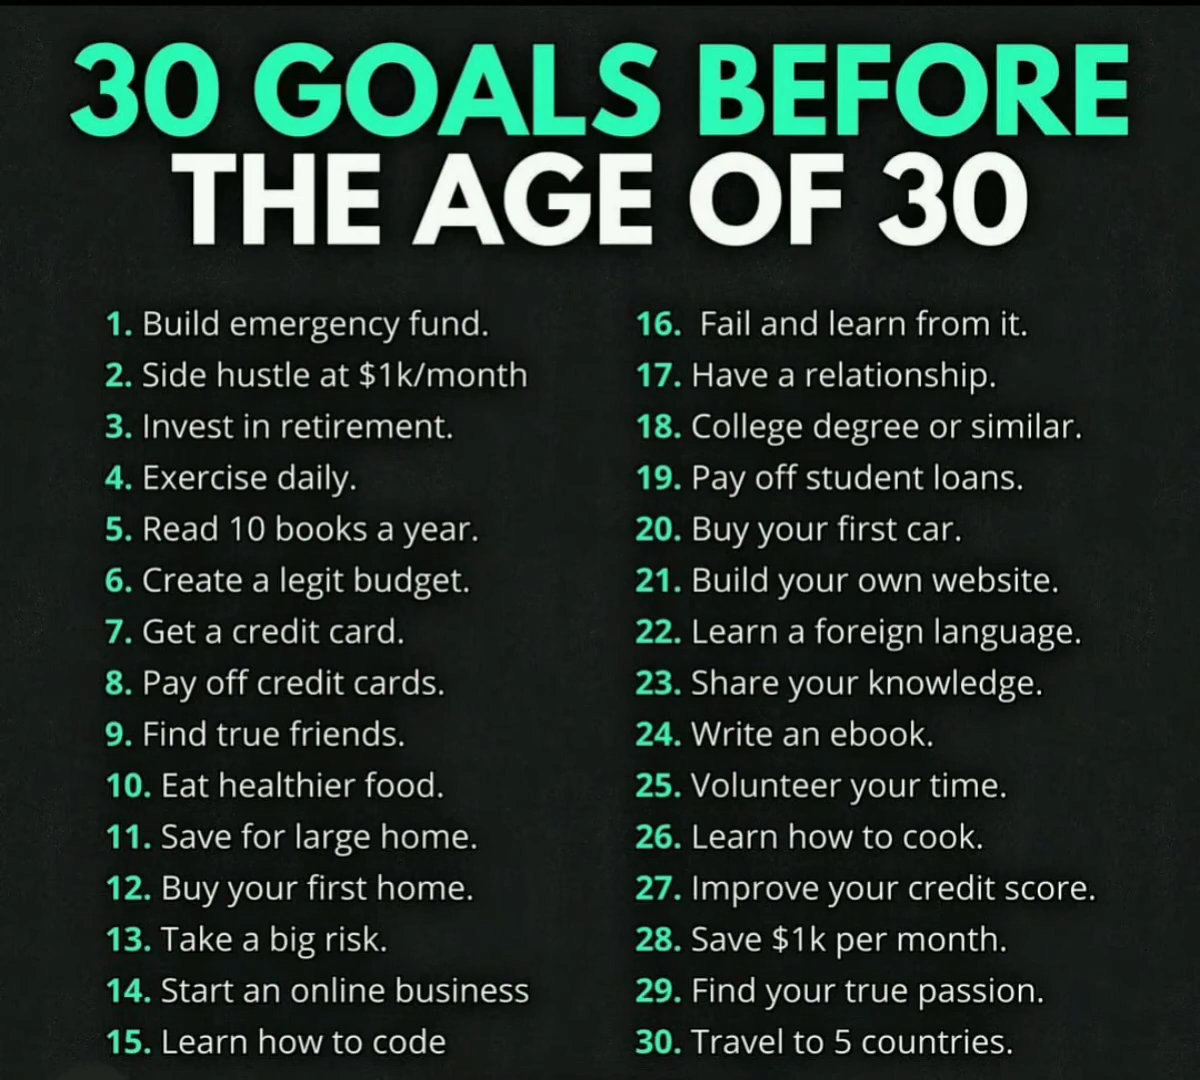 30 GOALS BEFORE
THE AGE OF 30
1. Build emergency fund.
2. Side hustle at $1k/month
3. Invest in retirement.
4. Exercise daily.
5. Read 10 books a year.
6. Create a legit budget.
7. Get a credit card.
8. Pay off credit cards.
9. Find true friends.
10. Eat healthier food.
11. Save for large home.
12. Buy your first home.
13. Take a big risk.
14. Start an online business
15. Learn how to code
16. Fail and learn from it.
17. Have a relationship.
18. College degree or similar.
19. Pay off student loans.
20. Buy your first car.
21. Build your own website.
22. Learn a foreign language.
23. Share your knowledge.
24. Write an ebook.
25. Volunteer your time.
26. Learn how to cook.
27. Improve your credit score.
28. Save $1k per month.
29. Find your true passion.
30. Travel to 5 countries.